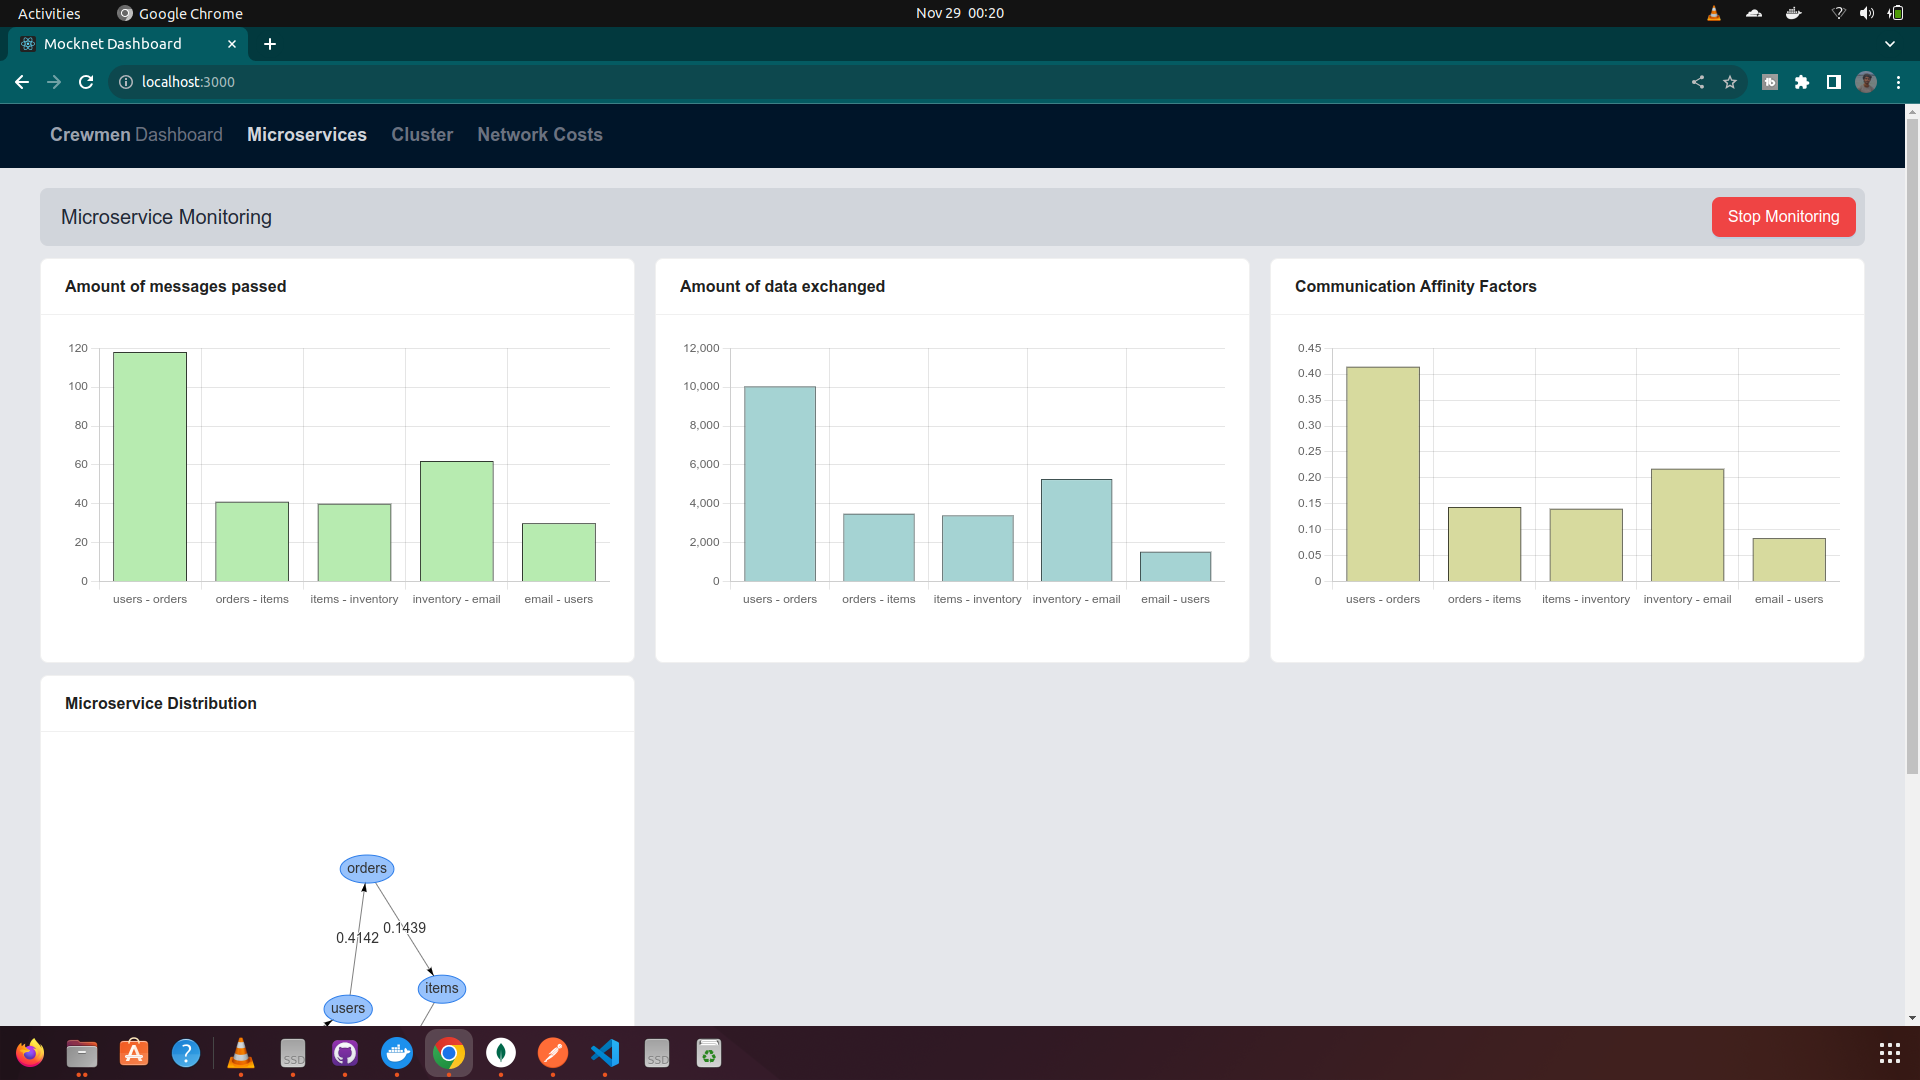 Activities
Google Chrome
Nov 29 00:20
Mocknet Dashboard
localhost:3000
Crewmen Dashboard
Microservices
Cluster
Network Costs
Microservice Monitoring
Stop Monitoring
Amount of messages passed
120
100
80
60
40
20
0
users - orders
orders - items
items - inventory
inventory - email
email - users
Amount of data exchanged
12,000
10,000
8,000
6,000
4,000
2,000
0
users - orders
orders - items
items - inventory
inventory - email
email - users
Communication Affinity Factors
0.45
0.40
0.35
0.30
0.25
0.20
0.15
0.10
0.05
0
users - orders
orders - items
items - inventory
inventory - email
email - users
Microservice Distribution
orders
0.1439
0.4142
items
users
SSD
SSD